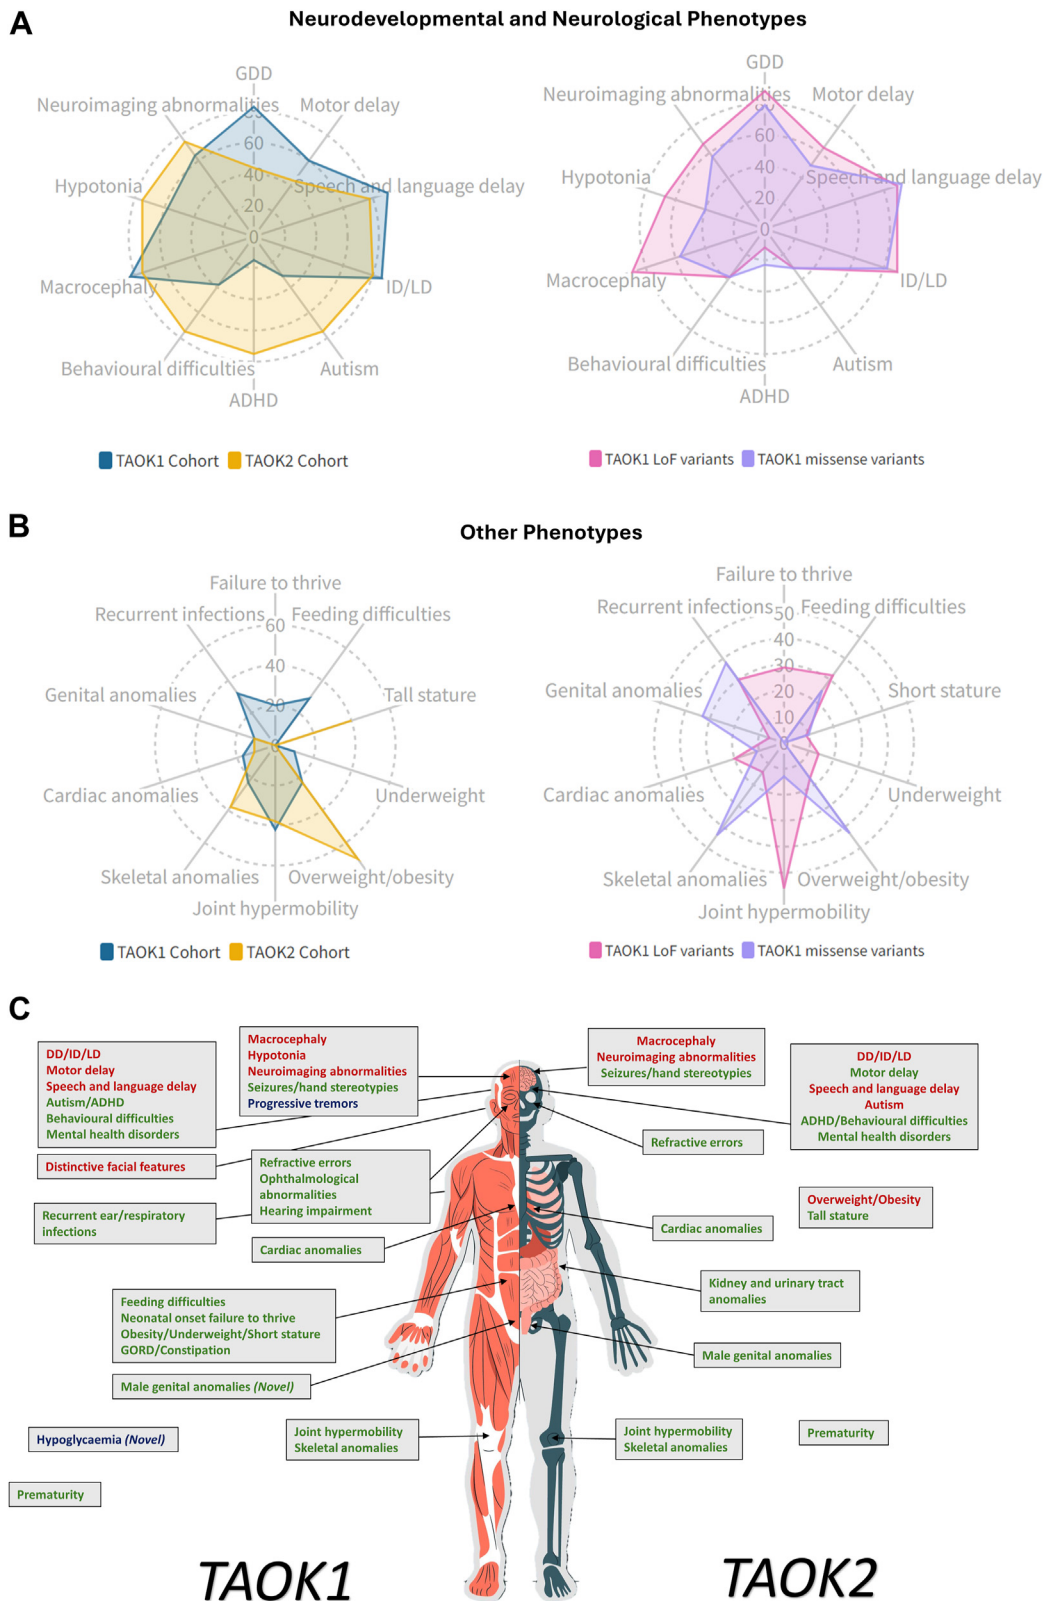 A
Neurodevelopmental and Neurological Phenotypes
GDD
Neuroimaging abnormalities
Motor delay
Hypotonia
Speech and language delay
Macrocephaly
ID/LD
Behavioural difficulties
Autism
ADHD
80
60
40
20
0
TAOK1 Cohort
TAOK2 Cohort
GDD
Neuroimaging abnormalities
Motor delay
Hypotonia
Speech and language delay
Macrocephaly
ID/LD
Behavioural difficulties
Autism
ADHD
80
60
40
20
0
TAOK1 LoF variants
TAOK1 missense variants
B
Other Phenotypes
Failure to thrive
Recurrent infections
Feeding difficulties
Genital anomalies
Tall stature
Cardiac anomalies
Underweight
Skeletal anomalies
Overweight/obesity
Joint hypermobility
60
40
20
0
TAOK1 Cohort
TAOK2 Cohort
Failure to thrive
Recurrent infections
Feeding difficulties
Genital anomalies
Short stature
Cardiac anomalies
Underweight
Skeletal anomalies
Overweight/obesity
Joint hypermobility
50
40
30
20
10
0
TAOK1 LoF variants
TAOK1 missense variants
C
DD/ID/LD
Motor delay
Speech and language delay
Autism/ADHD
Behavioural difficulties
Mental health disorders
Macrocephaly
Hypotonia
Neuroimaging abnormalities
Seizures/hand stereotypies
Progressive tremors
Distinctive facial features
Refractive errors
Ophthalmological
abnormalities
Hearing impairment
Recurrent ear/respiratory
infections
Cardiac anomalies
Feeding difficulties
Neonatal onset failure to thrive
Obesity/Underweight/Short stature
GORD/Constipation
Male genital anomalies (Novel)
Hypoglycaemia (Novel)
Joint hypermobility
Skeletal anomalies
Prematurity
TAOK1
Macrocephaly
Neuroimaging abnormalities
Seizures/hand stereotypies
DD/ID/LD
Motor delay
Speech and language delay
Autism
ADHD/Behavioural difficulties
Mental health disorders
Refractive errors
Overweight/Obesity
Tall stature
Cardiac anomalies
Kidney and urinary tract
anomalies
Male genital anomalies
Joint hypermobility
Skeletal anomalies
Prematurity
TAOK2